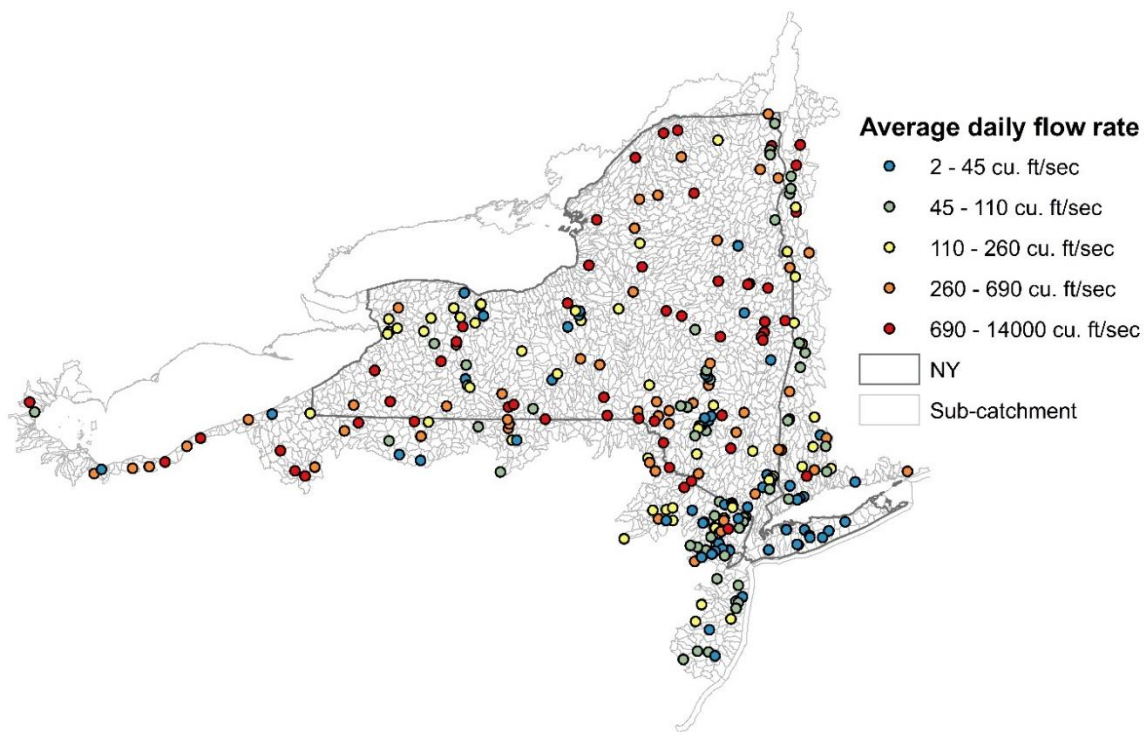 Average daily flow rate
2 - 45 cu. ft/sec
45 - 110 cu. ft/sec
110 - 260 cu. ft/sec
260 - 690 cu. ft/sec
690 - 14000 cu. ft/sec
NY
Sub-catchment